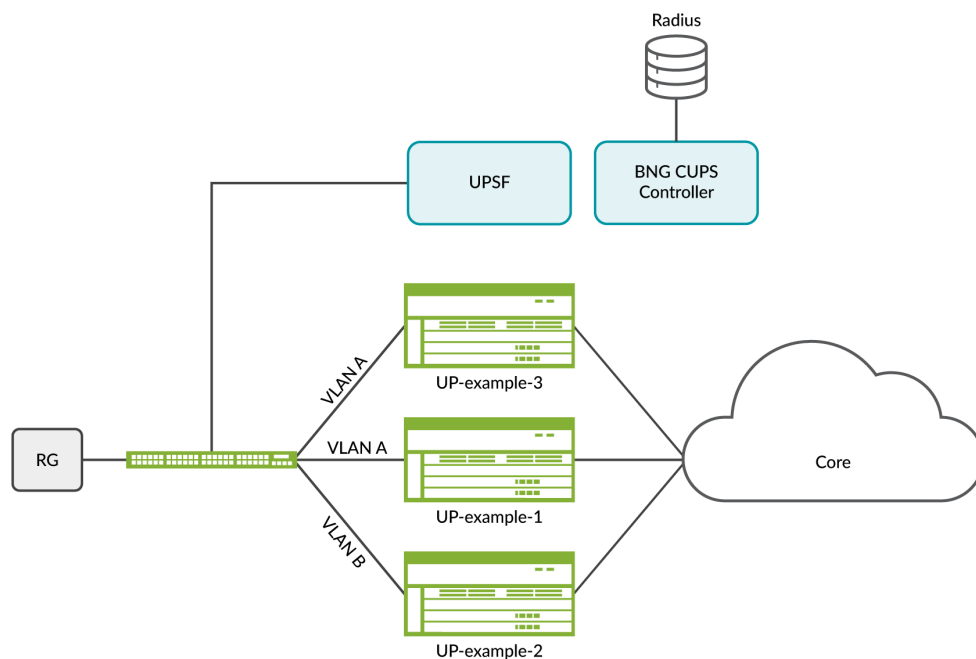 Radius
UPSF
BNG CUPS
Controller
VLAN A
UP-example-3
RG
VLAN A
Core
UP-example-1
VLAN B
UP-example-2